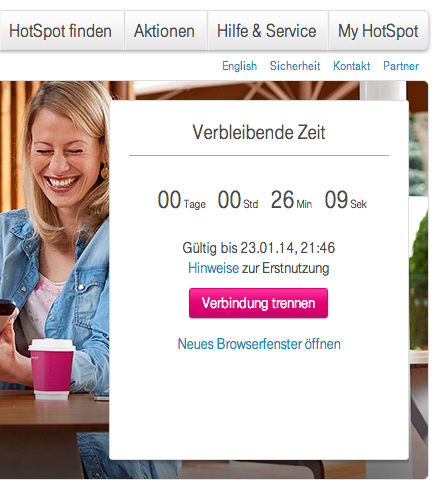 HotSpot finden Aktionen Hilfe & Service My HotSpot
English Sicherheit Kontakt Partner
Verbleibende Zeit
00 Tage 00 Std 26 Min 09 Sek
Gültig bis 23.01.14, 21:46
Hinweise zur Erstnutzung
Verbindung trennen
Neues Browserfenster öffnen